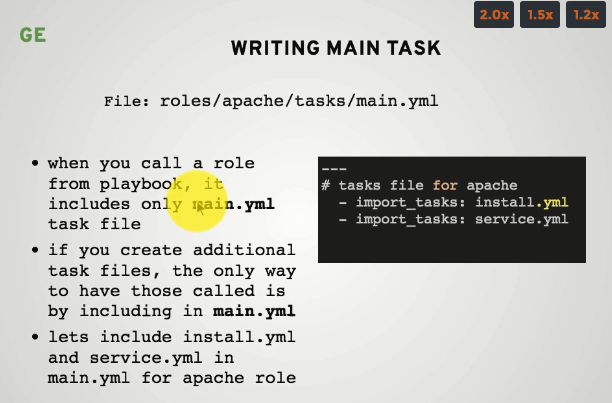 2.0x 1.5x 1.2x
GE
WRITING MAIN TASK
File: roles/apache/tasks/main.yml
• when you call a role
from playbook, it
includes only main.yml
task file
• if you create additional
task files, the only way
to have those called is
by including in main.yml
• lets include install.yml
and service.yml in
main.yml for apache role
---
# tasks file for apache
- import_tasks: install.yml
- import_tasks: service.yml